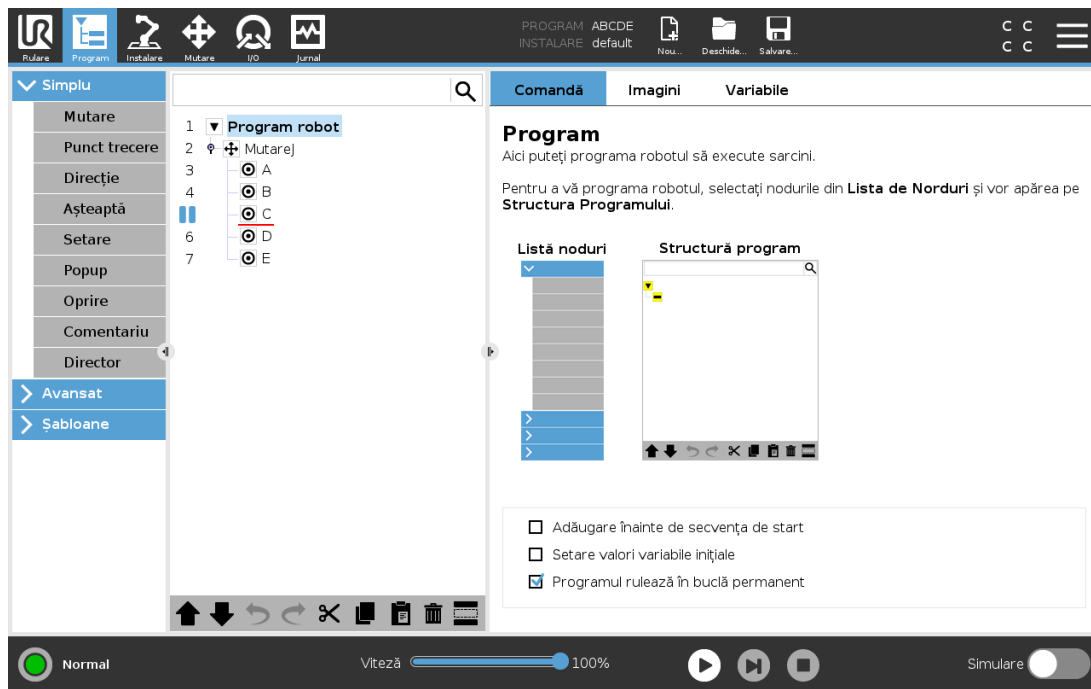 PROGRAM ABCDE
INSTALARE default
C C
C C
Rulare
Program
Instalare
Mutare
I/O
Jurnal
Nou...
Deschide...
Salvare...
Simplu
Mutare
Punct trecere
Direcție
Așteaptă
Setare
Popup
Oprire
Comentariu
Director
Avansat
Șabloane
1 Program robot
2 MutareJ
3 A
4 B
C
6 D
7 E
Comandă
Imagini
Variabile
Program
Aici puteți programa robotul să execute sarcini.
Pentru a vă programa robotul, selectați nodurile din Lista de Norduri și vor apărea pe
Structura Programului.
Listă noduri
Structură program
Adăugare înainte de secvența de start
Setare valori variabile inițiale
Programul rulează în buclă permanent
Normal
Viteză
100%
Simulare